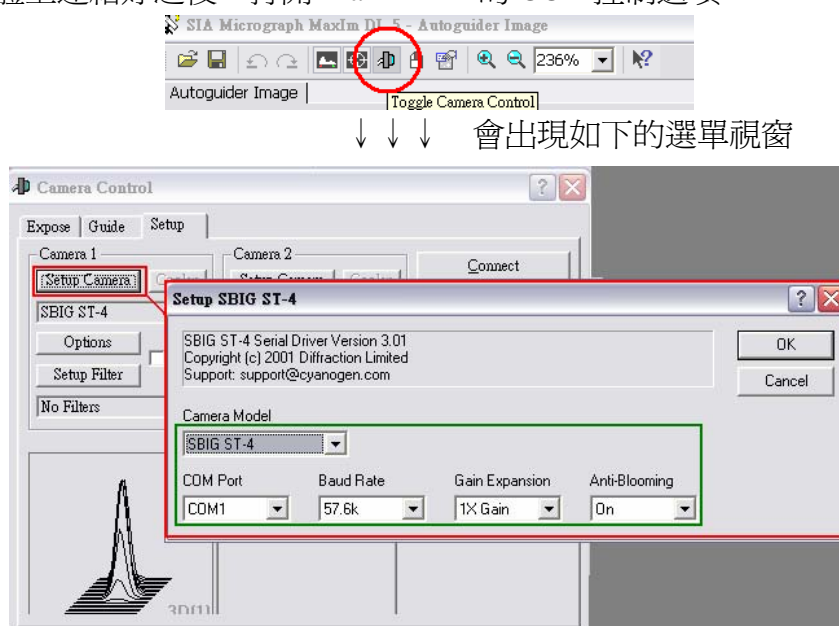 SIA Micrograph MaxIm DL 5 - Autoguider Image
236%
Autoguider Image
Toggle Camera Control
↓↓↓ 會出現如下的選單視窗
Camera Control
Expose Guide Setup
Camera 1 Camera 2
Setup Camera Connect
Setup SBIG ST-4
SBIG ST-4
SBIG ST-4 Serial Driver Version 3.01
Copyright (c) 2001 Diffraction Limited
Support: support@cyanogen.com
OK
Cancel
Options
Setup Filter
No Filters
Camera Model
SBIG ST-4
COM Port Baud Rate Gain Expansion Anti-Blooming
COM1 57.6k 1X Gain On
3D(1)